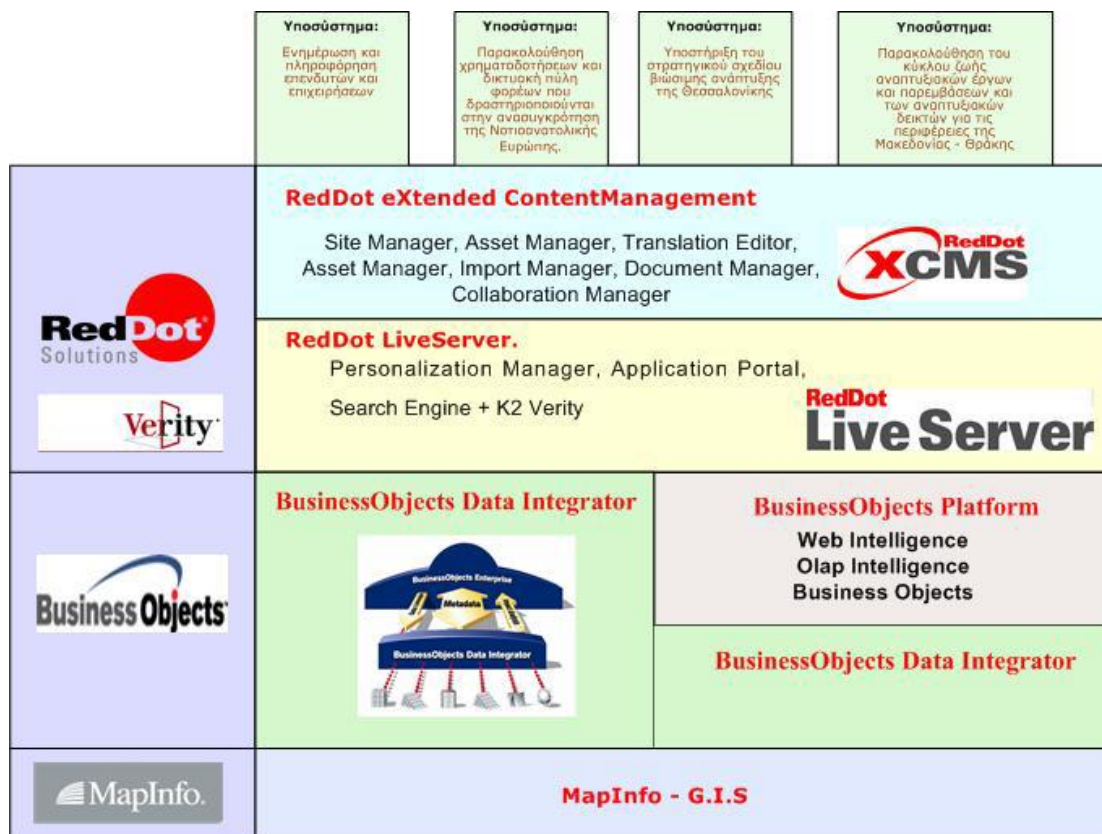 Υποσύστημα:
Ενημέρωση και
πληροφόρηση
επενδυτών και
επιχειρήσεων
Υποσύστημα:
Παρακολούθηση
χρηματοδοτήσεων και
δικτυακή πύλη
φορέων που
δραστηριοποιούνται
στην ανασυγκρότηση
της Νοτιοανατολικής
Ευρώπης.
Υποσύστημα:
Υποστήριξη του
στρατηγικού σχεδίου
βιώσιμης ανάπτυξης
της Θεσσαλονίκης
Υποσύστημα:
Παρακολούθηση του
κύκλου ζωής
αναπτυξιακών έργων
και παρεμβάσεων και
των αναπτυξιακών
δεικτών για τις
περιφέρειες της
Μακεδονίας - Θράκης
RedDot
Solutions
Verity
RedDot eXtended ContentManagement
Site Manager, Asset Manager, Translation Editor,
Asset Manager, Import Manager, Document Manager,
Collaboration Manager
RedDot
XCMS
RedDot LiveServer.
Personalization Manager, Application Portal,
Search Engine + K2 Verity
RedDot
Live Server
Business Objects
BusinessObjects Data Integrator
BusinessObjects Enterprise
Metadata
BusinessObjects Data Integrator
BusinessObjects Platform
Web Intelligence
Olap Intelligence
Business Objects
BusinessObjects Data Integrator
MapInfo.
MapInfo - G.I.S